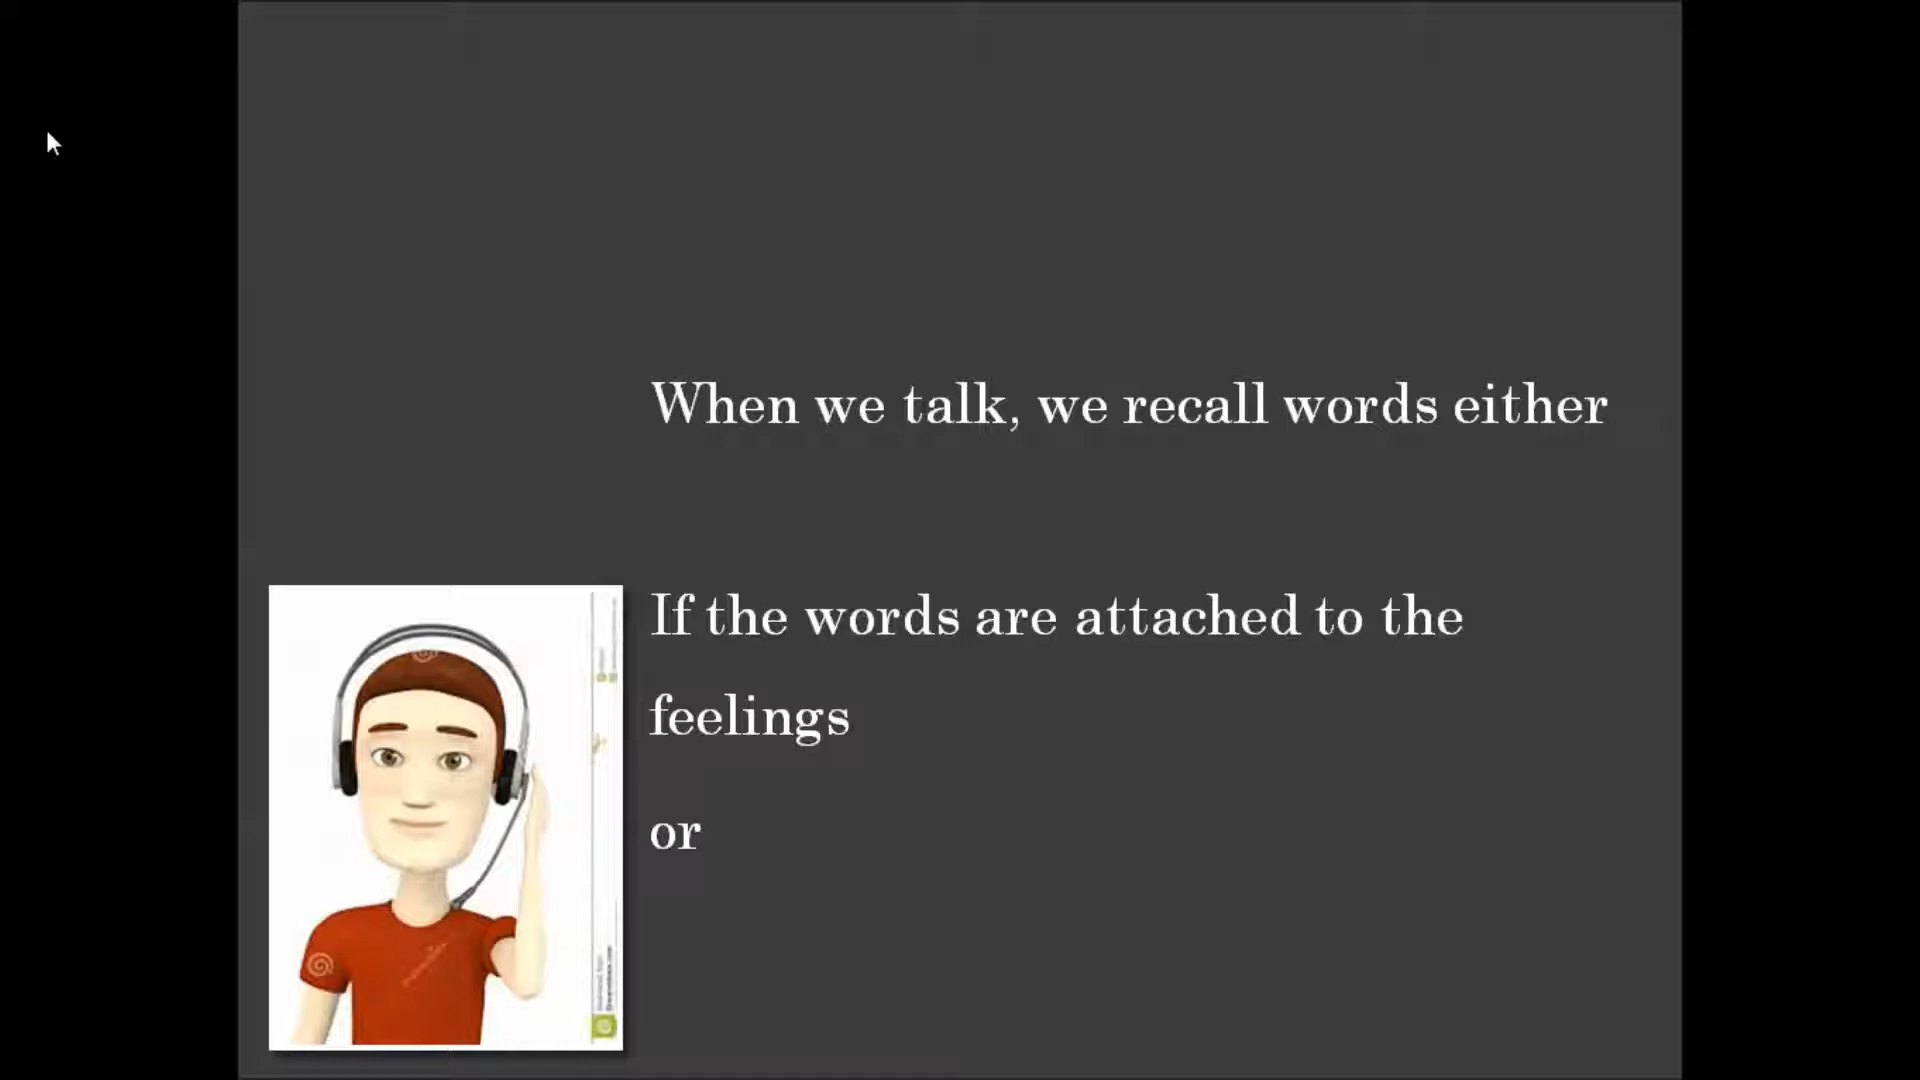 When we talk, we recall words either
If the words are attached to the
feelings
or